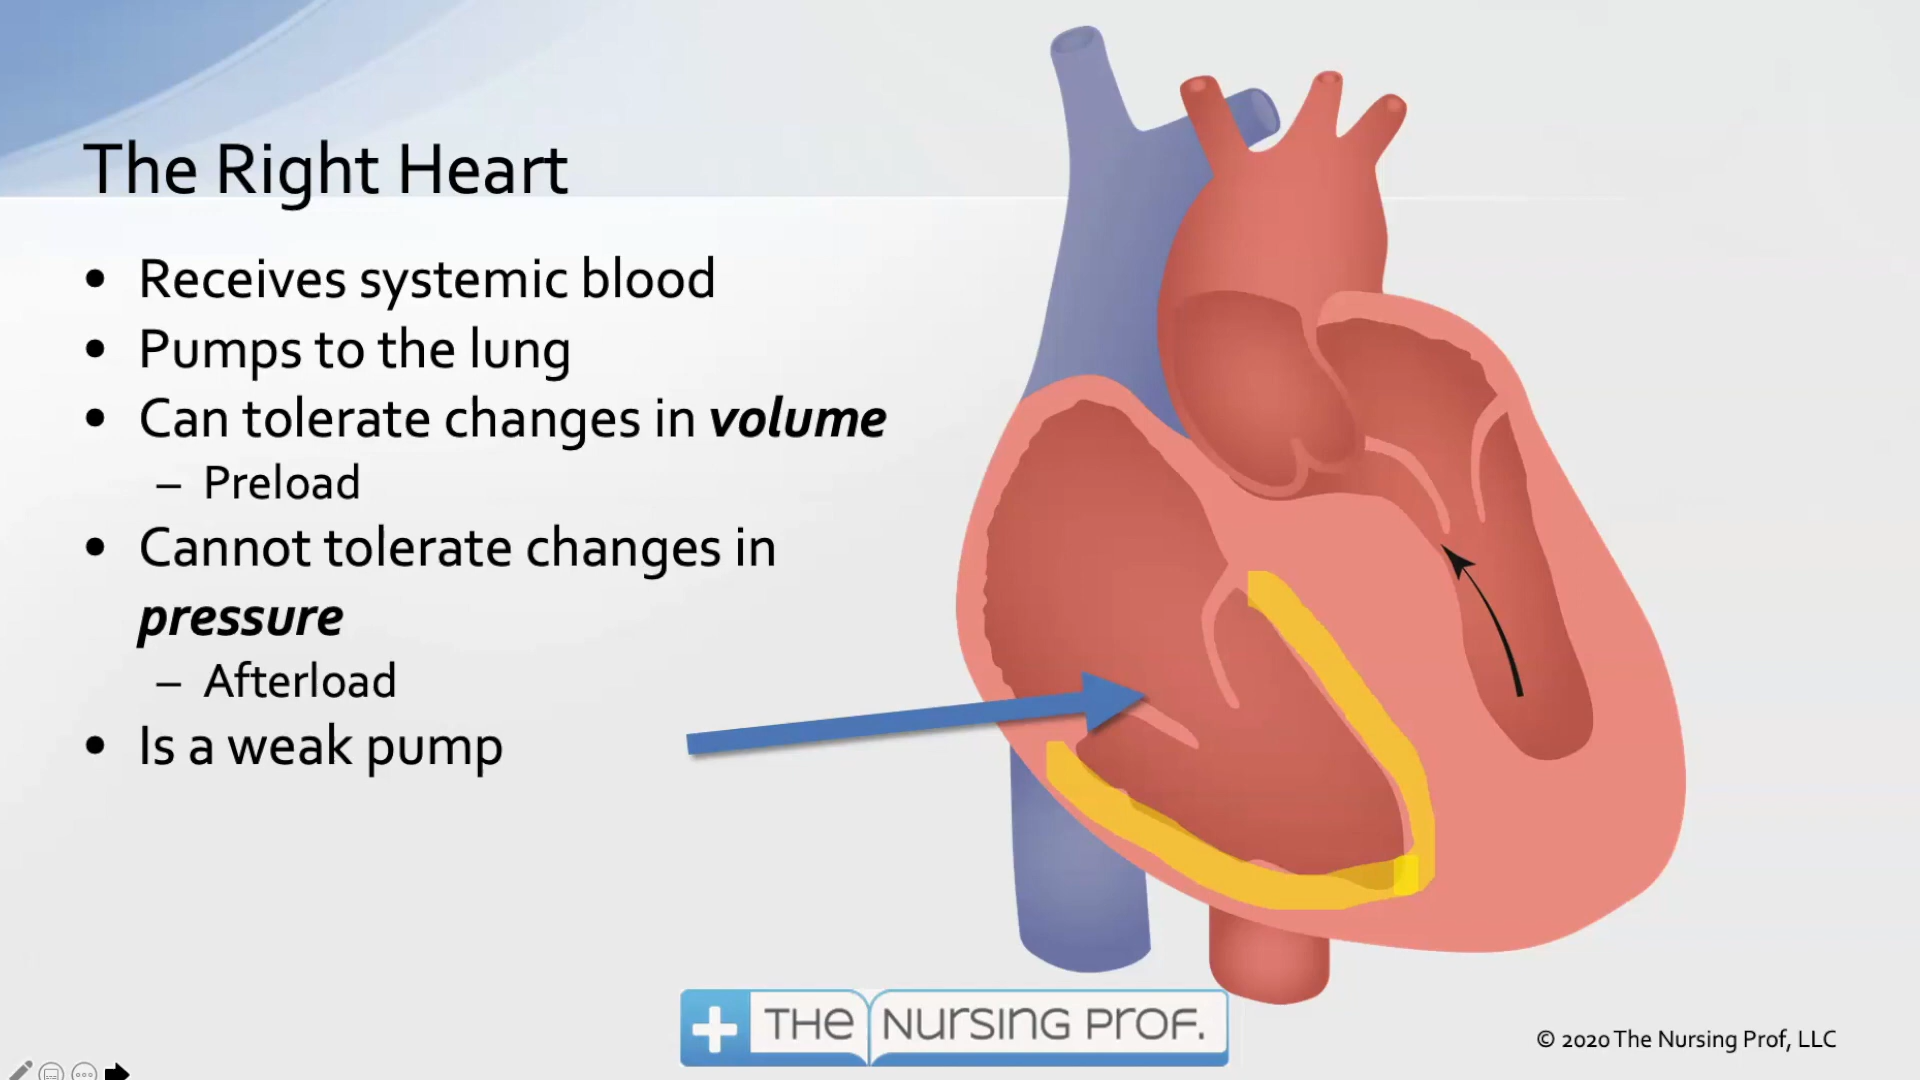 The Right Heart
• Receives systemic blood
• Pumps to the lung
• Can tolerate changes in volume
– Preload
• Cannot tolerate changes in
pressure
– Afterload
• Is a weak pump
THE NURSING PROF.
© 2020 The Nursing Prof, LLC